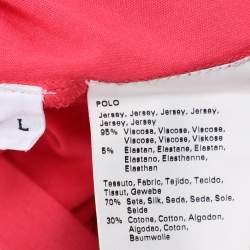 L
POLO
Jersey, Jersey, Jersey, Jersey,
Jersey, Jersey
95% Viscose, Viscose, Viscosa,
Viscosa, Viscose, Viskose
5% Elastan, Elastane, Elastan,
Elastano, Elasthanne,
Elasthan
Tessuto, Fabric, Tejido, Tecido,
Tissu, Gewebe
70% Seta, Silk, Seda, Seda, Soie,
Seide
30% Cotone, Cotton, Algodon,
Algodao, Coton,
Baumwolle